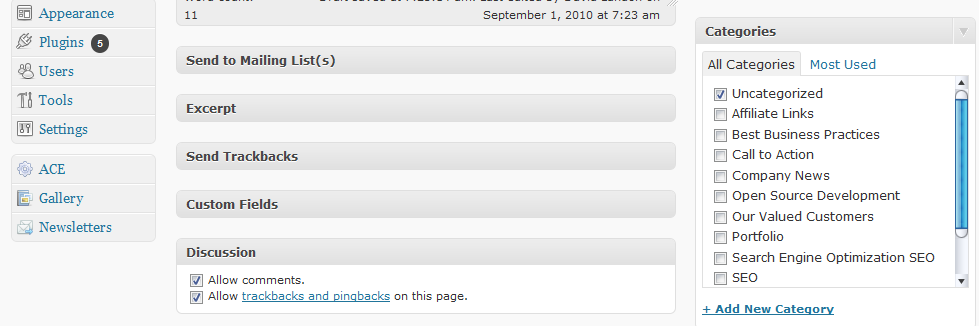 Appearance
Plugins 5
Users
Tools
Settings
ACE
Gallery
Newsletters
11
September 1, 2010 at 7:23 am
Send to Mailing List(s)
Excerpt
Send Trackbacks
Custom Fields
Discussion
Allow comments.
Allow trackbacks and pingbacks on this page.
Categories
All Categories Most Used
Uncategorized
Affiliate Links
Best Business Practices
Call to Action
Company News
Open Source Development
Our Valued Customers
Portfolio
Search Engine Optimization SEO
SEO
+ Add New Category